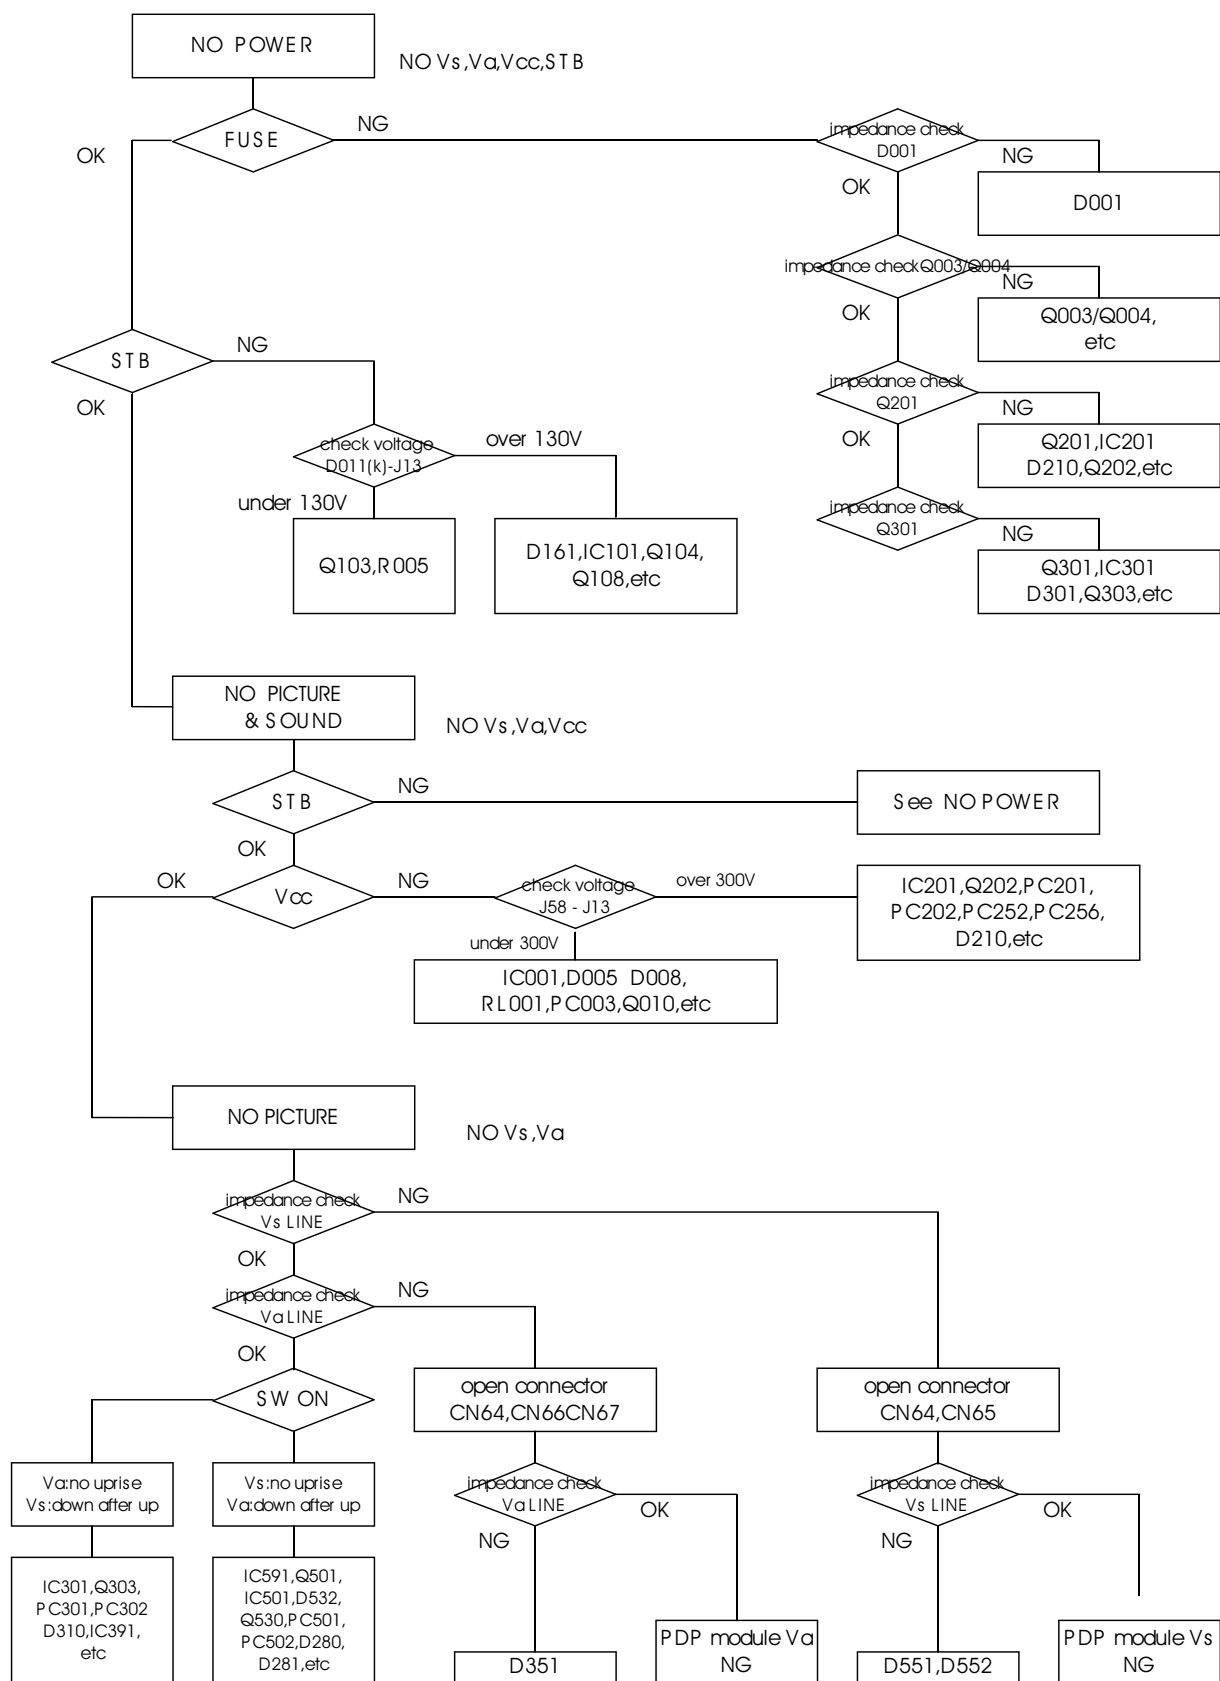 NO POWER
NO Vs,Va,Vcc,STB
FUSE
NG
OK
impedance check
D001
NG
OK
D001
impedance check Q003/Q004
NG
OK
Q003/Q004,
etc
STB
NG
OK
impedance check
Q201
NG
OK
Q201,IC201
D210,Q202,etc
check voltage
D011(k)-J13
over 130V
under 130V
Q103,R005
D161,IC101,Q104,
Q108,etc
impedance check
Q301
NG
Q301,IC301
D301,Q303,etc
NO PICTURE
& SOUND
NO Vs,Va,Vcc
STB
NG
See NO POWER
OK
OK
Vcc
NG
check voltage
J58 - J13
over 300V
IC201,Q202,PC201,
PC202,PC252,PC256,
D210,etc
under 300V
IC001,D005 D008,
RL001,PC003,Q010,etc
NO PICTURE
NO Vs,Va
impedance check
Vs LINE
NG
OK
impedance check
Va LINE
NG
OK
SW ON
open connector
CN64,CN66CN67
open connector
CN64,CN65
Va:no uprise
Vs:down after up
Vs:no uprise
Va:down after up
impedance check
Va LINE
OK
NG
impedance check
Vs LINE
OK
NG
IC301,Q303,
PC301,PC302
D310,IC391,
etc
IC591,Q501,
IC501,D532,
Q530,PC501,
PC502,D280,
D281,etc
D351
PDP module Va
NG
D551,D552
PDP module Vs
NG